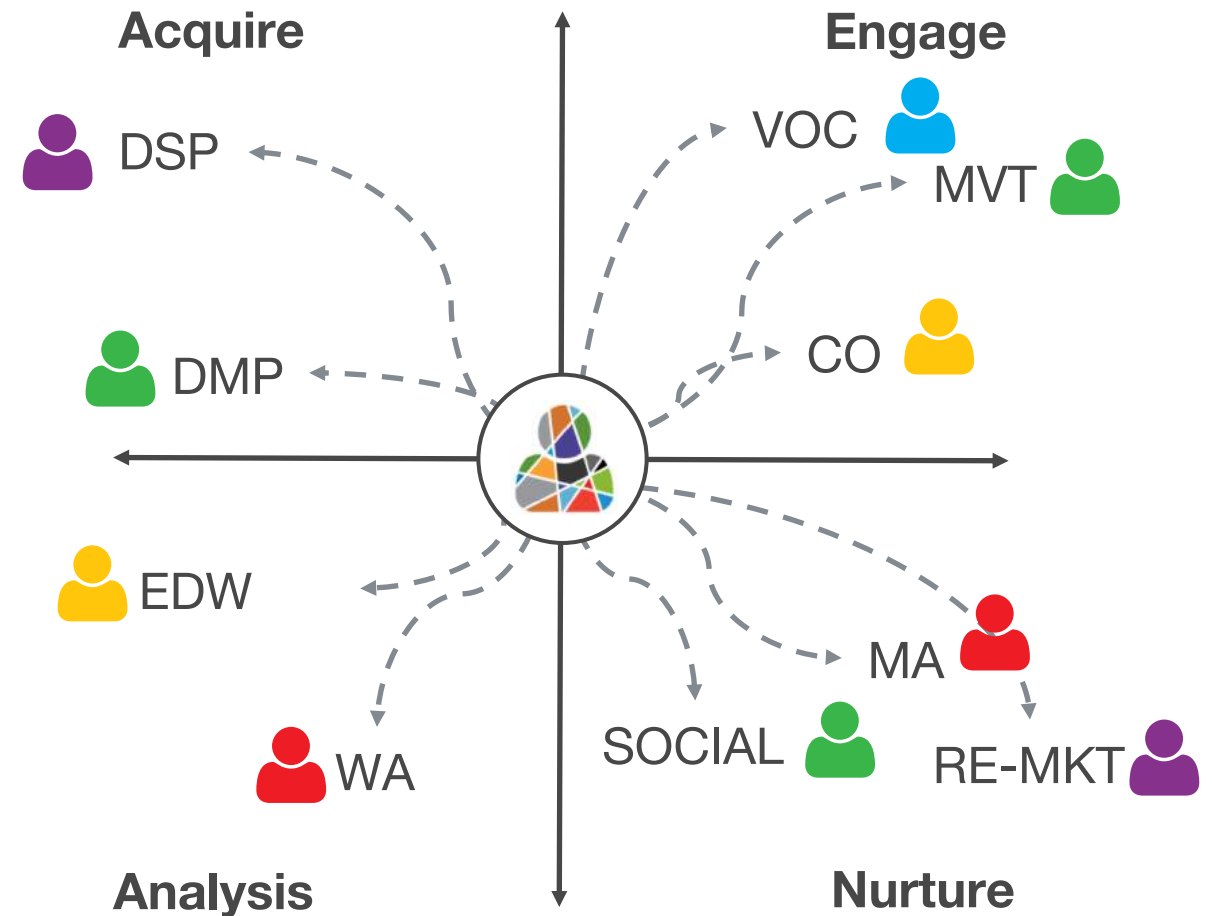 Acquire
Engage
DSP
VOC
MVT
DMP
CO
EDW
MA
WA
SOCIAL
RE-MKT
Analysis
Nurture